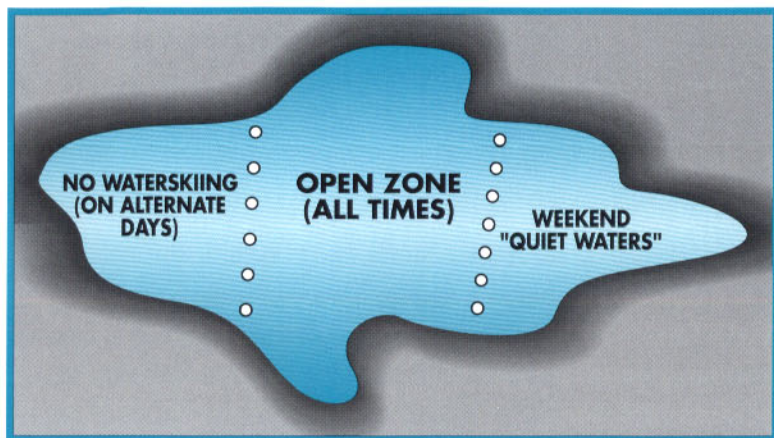 NO WATERSKIING
(ON ALTERNATE
DAYS)
OPEN ZONE
(ALL TIMES)
WEEKEND
"QUIET WATERS"